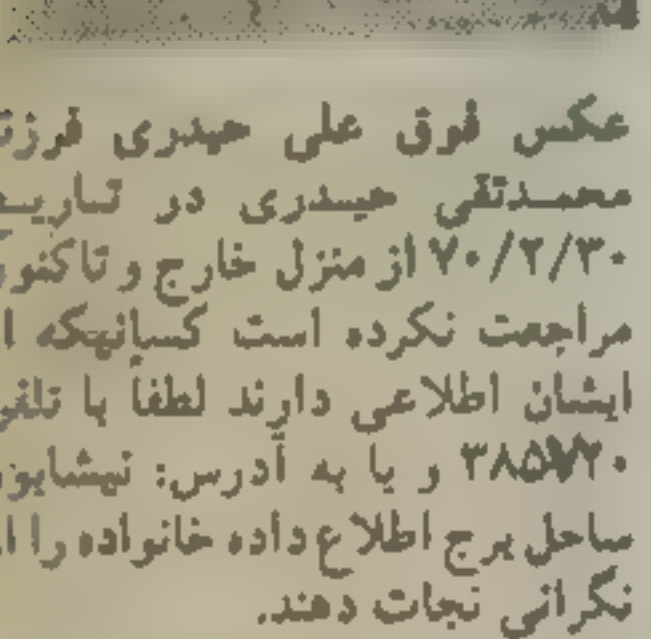 عکس فوق علی حیدری فرزند
محمدتقی حیدری در تاریخ
۷۰/۲/۳۰ از منزل خارج و تاکنون
مراجعت نکرده است کسانیکه ا
ایشان اطلاعی دارند لطفاً با تلفن
و یا به آدرس: نیشابور
ساحل برج اطلاع داده خانواده را ا
نگرانی نجات دهند.